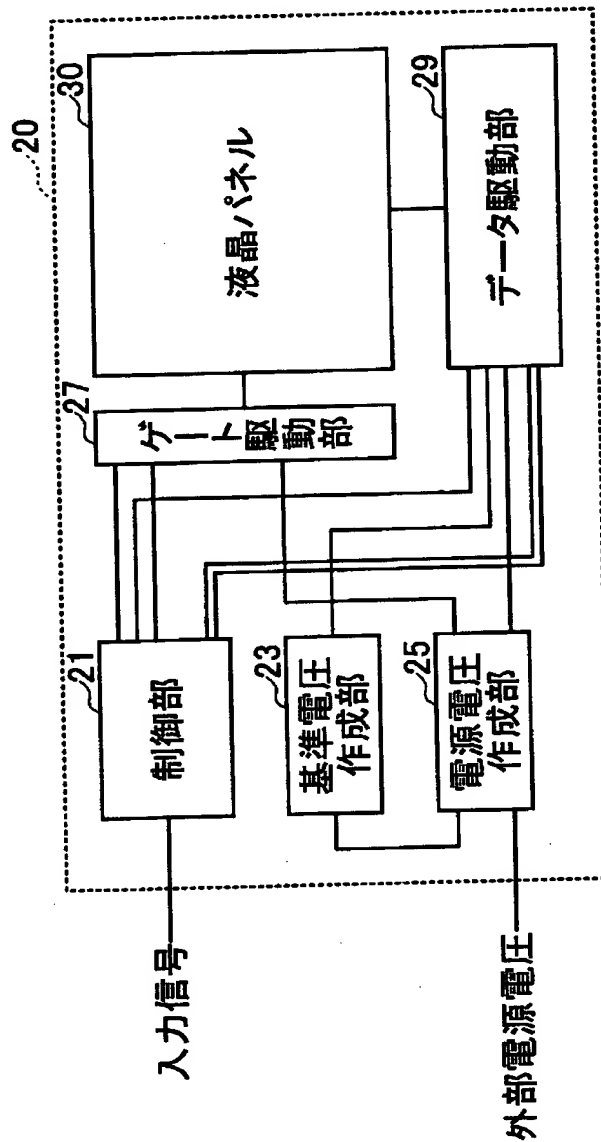 20
30
液晶パネル
27
ゲート駆動部
29
データ駆動部
21
制御部
23
基準電圧
作成部
25
電源電圧
作成部
入力信号
外部電源電圧